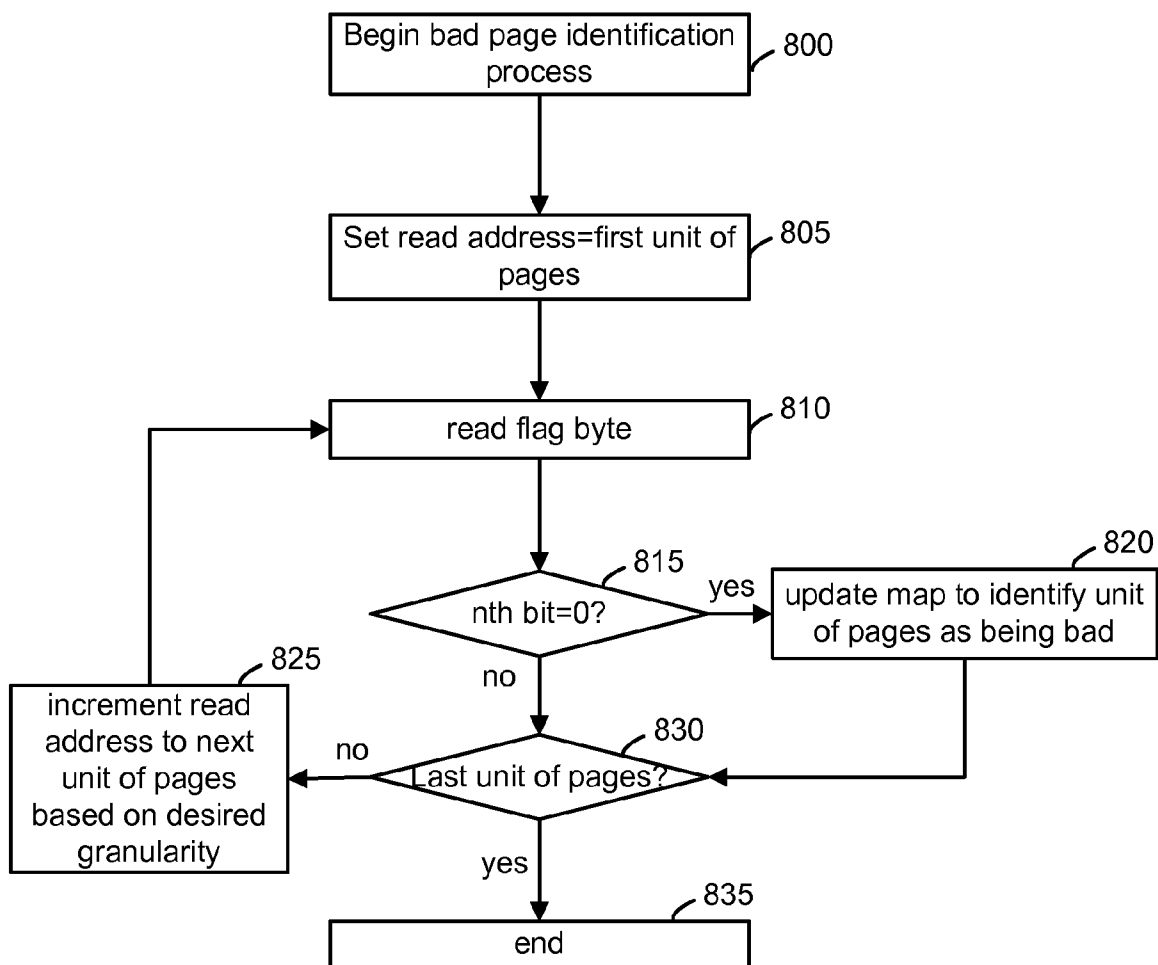 Begin bad page identification
process
800
Set read address=first unit of
pages
805
read flag byte
810
nth bit=0?
815
yes
no
update map to identify unit
of pages as being bad
820
increment read
address to next
unit of pages
based on desired
granularity
825
no
Last unit of pages?
830
yes
end
835